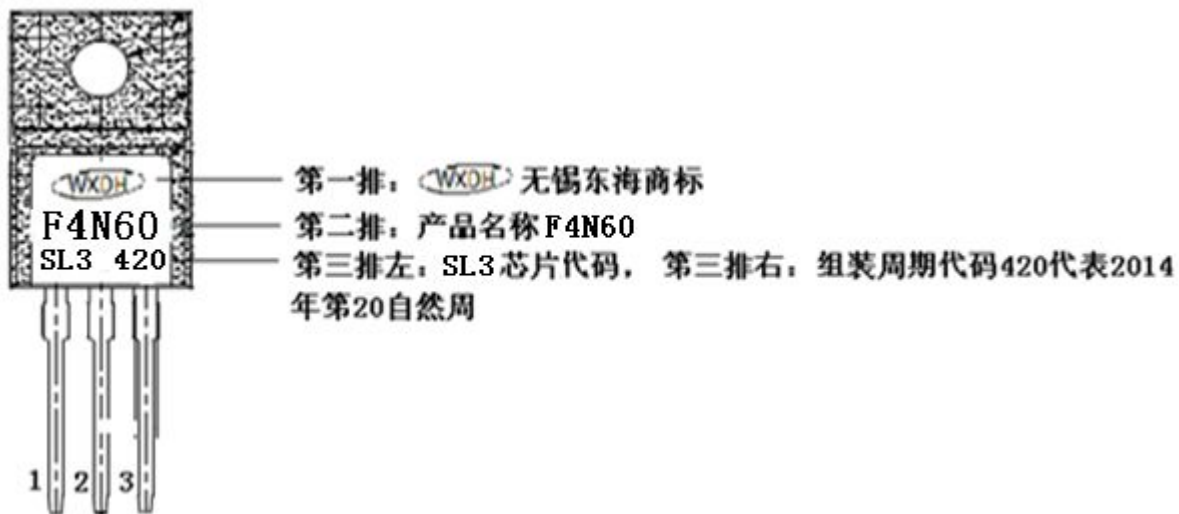 WXDH
F4N60
SL3 420
第一排：WXDH 无锡东海商标
第二排：产品名称F4N60
第三排左：SL3芯片代码， 第三排右：组装周期代码420代表2014
年第20自然周
1 2 3